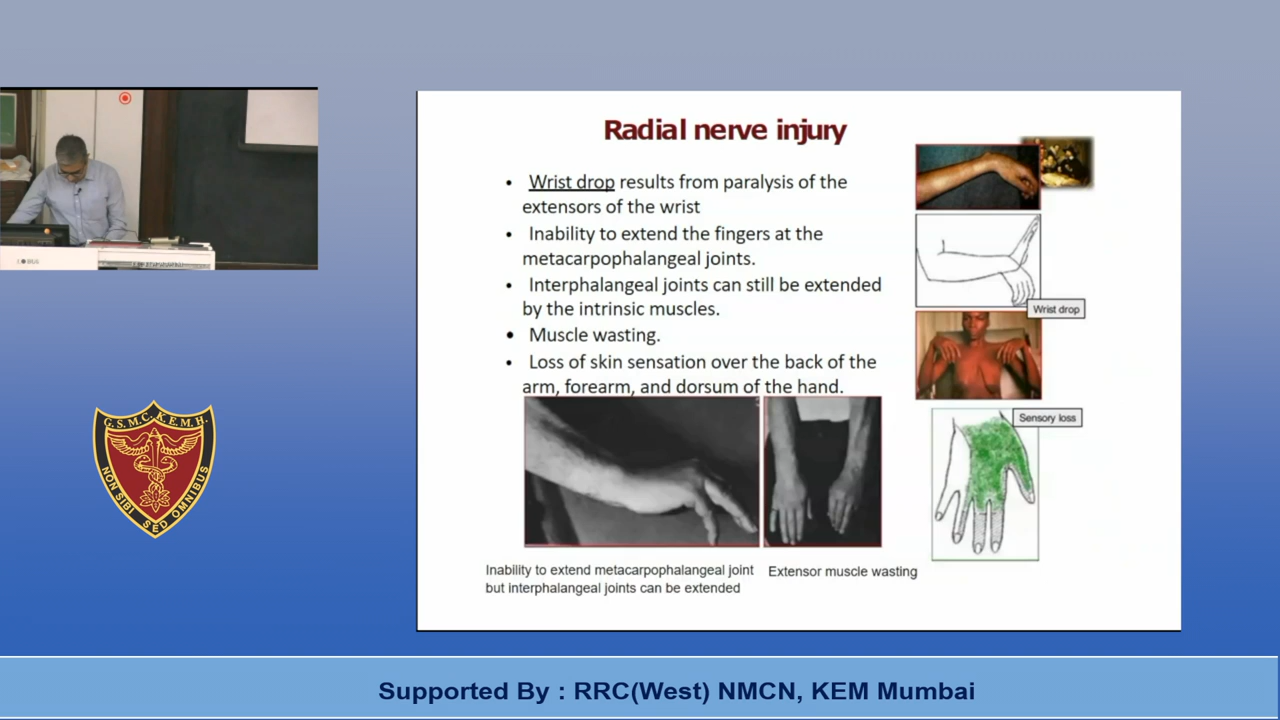 Radial nerve injury
• Wrist drop results from paralysis of the
extensors of the wrist
• Inability to extend the fingers at the
metacarpophalangeal joints.
• Interphalangeal joints can still be extended
by the intrinsic muscles.
• Muscle wasting.
• Loss of skin sensation over the back of the
arm, forearm, and dorsum of the hand.
Wrist drop
Sensory loss
Inability to extend metacarpophalangeal joint
but interphalangeal joints can be extended
Extensor muscle wasting
G.S.M.C. K.E.M.H.
NON SIBI SED OMNIBUS
Supported By : RRC(West) NMCN, KEM Mumbai